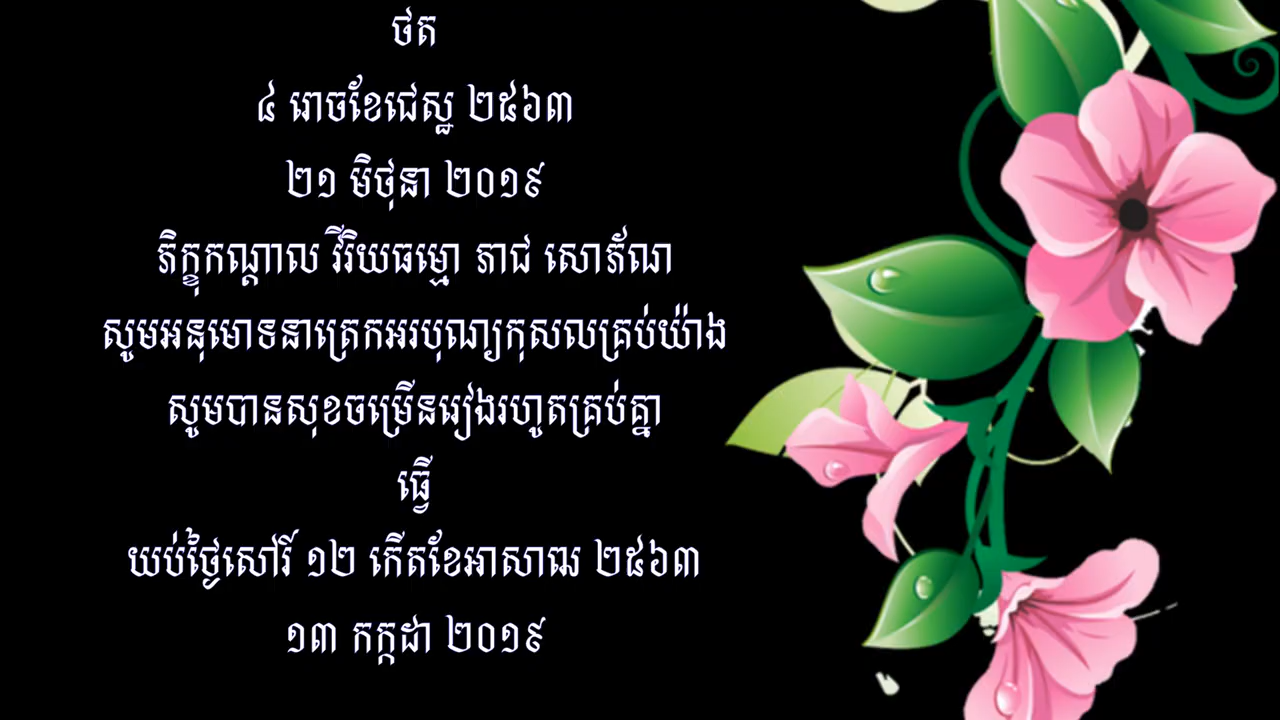 ថត
៤ រោចខែជេស្ឋ ២៥៦៣
២១ មិថុនា ២០១៩
ភិក្ខុកណ្ដាល វីរិយធម្មោ ភាជ សោភ័ណ
សូមអនុមោទនាត្រេកអរបុណ្យកុសលគ្រប់យ៉ាង
សូមបានសុខចម្រើនរៀងរហូតគ្រប់គ្នា
ធ្វើ
យប់ថ្ងៃសៅរ៍ ១២ កើតខែអាសាឍ ២៥៦៣
១៣ កក្កដា ២០១៩